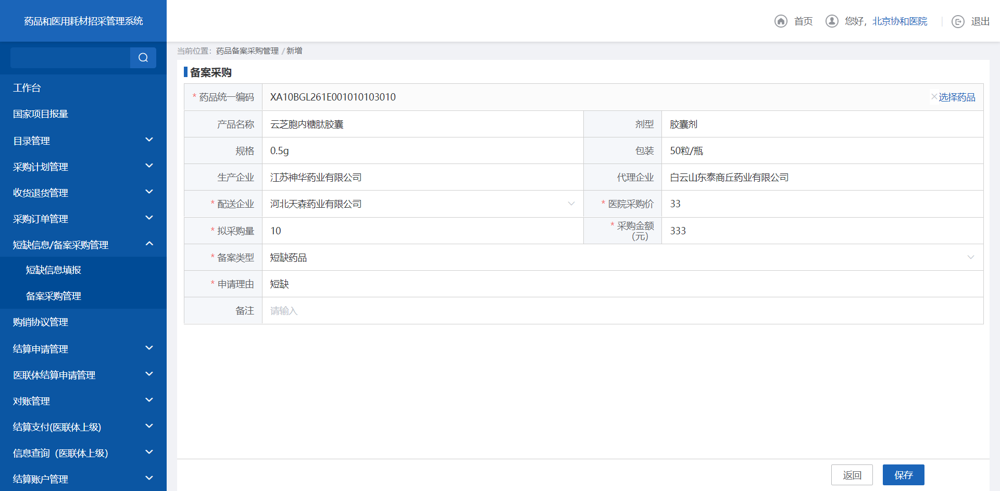 药品和医用耗材招采管理系统
首页
您好，北京协和医院
退出
工作台
国家项目报量
目录管理
采购计划管理
收货退货管理
采购订单管理
短缺信息/备案采购管理
短缺信息填报
备案采购管理
购销协议管理
结算申请管理
医联体结算申请管理
对账管理
结算支付(医联体上级)
信息查询（医联体上级）
结算账户管理
当前位置：药品备案采购管理 / 新增
备案采购
* 药品统一编码 XA10BGL261E001010103010 选择药品
产品名称 云芝胞内糖肽胶囊 剂型 胶囊剂
规格 0.5g 包装 50粒/瓶
生产企业 江苏神华药业有限公司 代理企业 白云山东泰商丘药业有限公司
* 配送企业 河北天森药业有限公司 * 医院采购价 33
* 拟采购量 10 * 采购金额
（元） 333
* 备案类型 短缺药品
* 申请理由 短缺
备注 请输入
返回 保存